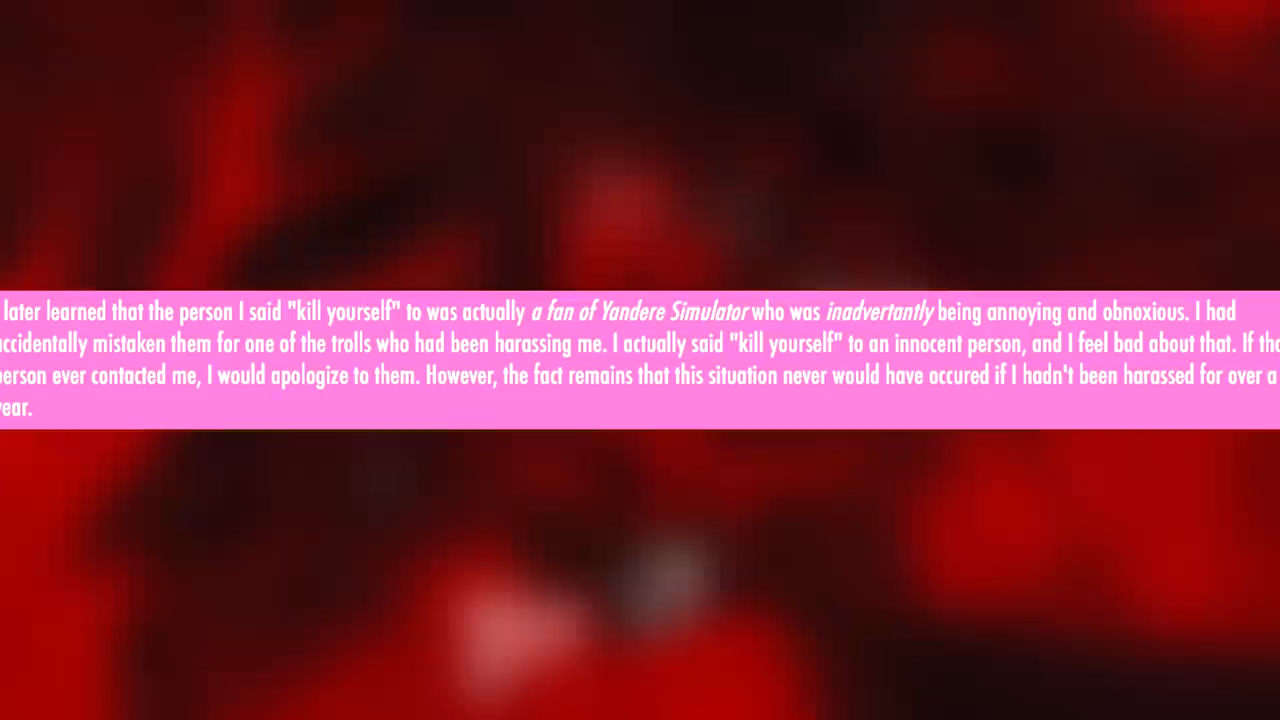 later learned that the person I said "kill yourself" to was actually a fan of Yandere Simulator who was inadvertantly being annoying and obnoxious. I had
accidentally mistaken them for one of the trolls who had been harassing me. I actually said "kill yourself" to an innocent person, and I feel bad about that. If tha
person ever contacted me, I would apologize to them. However, the fact remains that this situation never would have occured if I hadn't been harassed for over a
year.